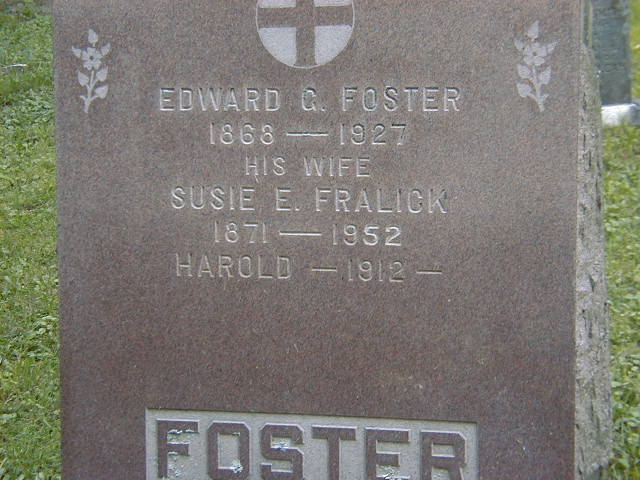 EDWARD G. FOSTER
1868 — 1927
HIS WIFE
SUSIE E. FRALICK
1871 — 1952
HAROLD — 1912 —
FOSTER